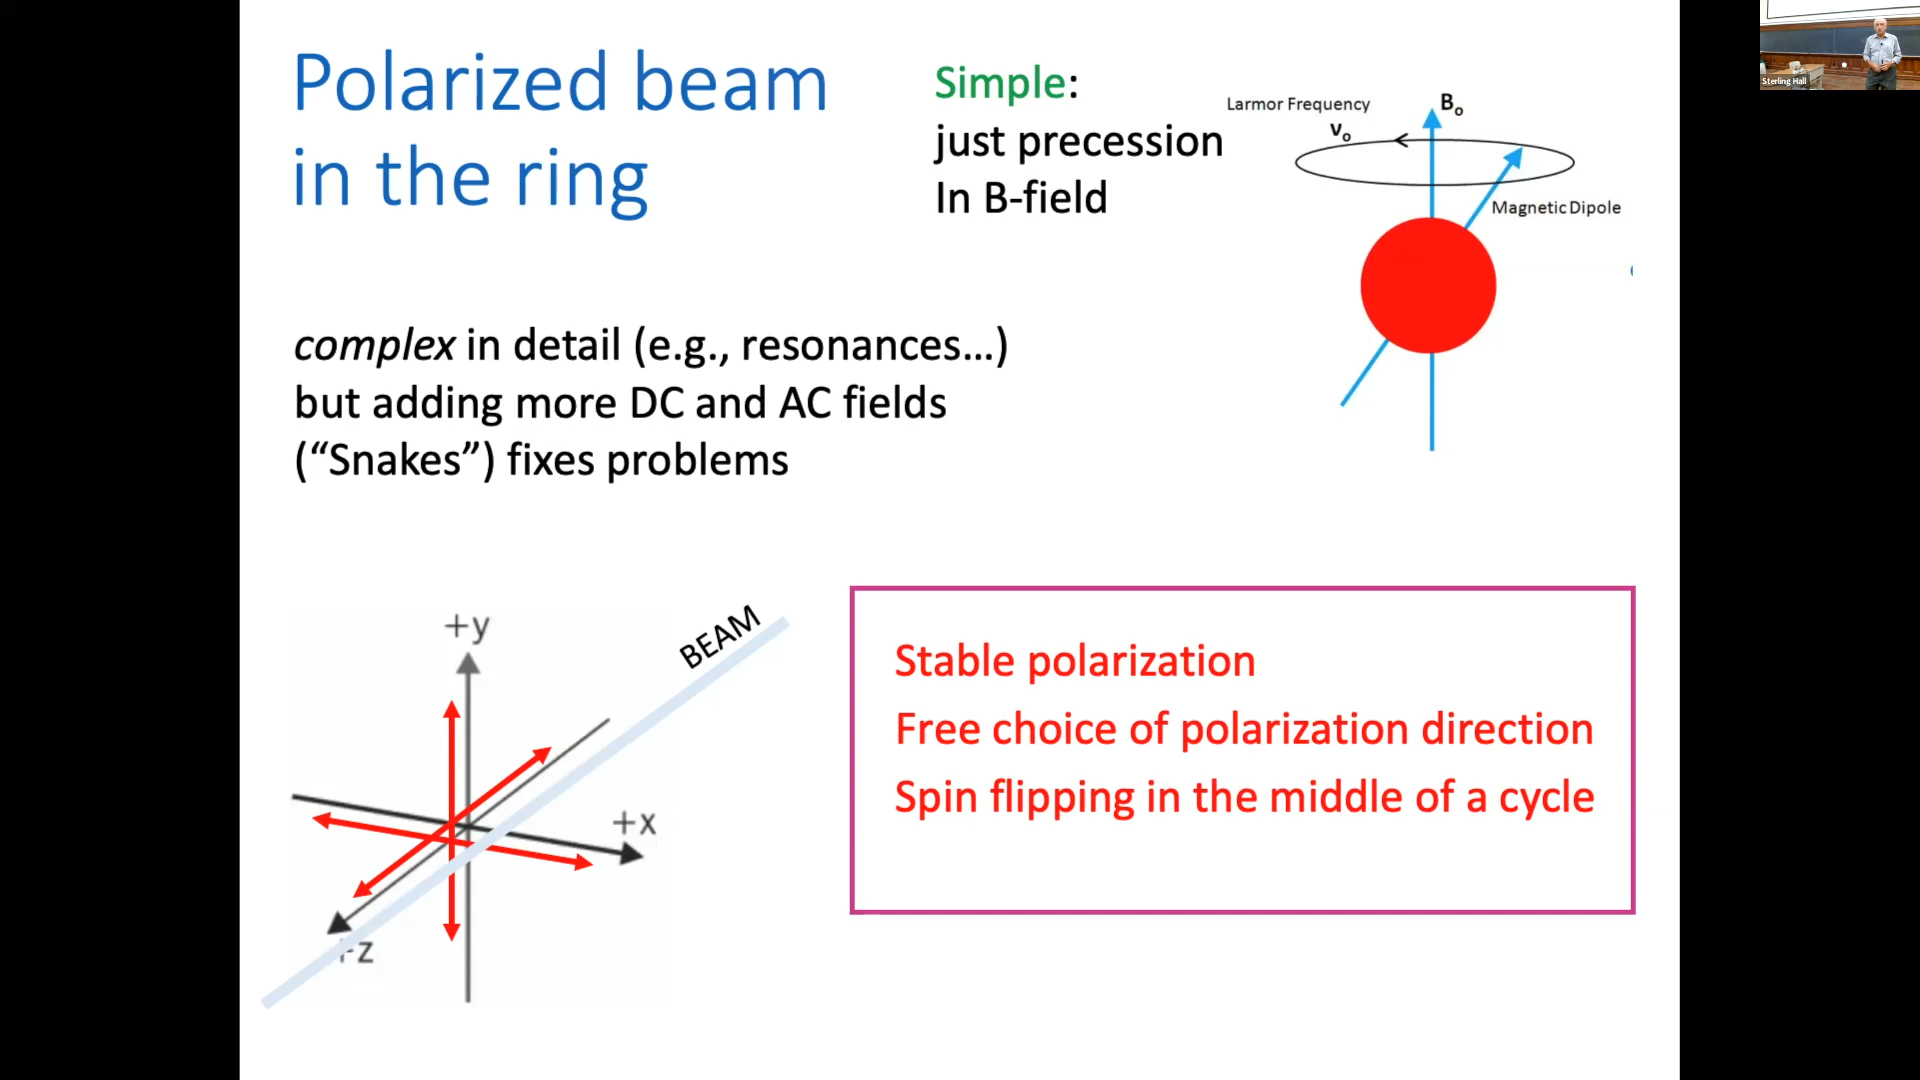 Polarized beam
in the ring
Simple:
just precession
In B-field
Larmor Frequency
νo
Bo
Magnetic Dipole
complex in detail (e.g., resonances...)
but adding more DC and AC fields
(“Snakes”) fixes problems
+y
BEAM
+x
+z
Stable polarization
Free choice of polarization direction
Spin flipping in the middle of a cycle
Sterling Hall